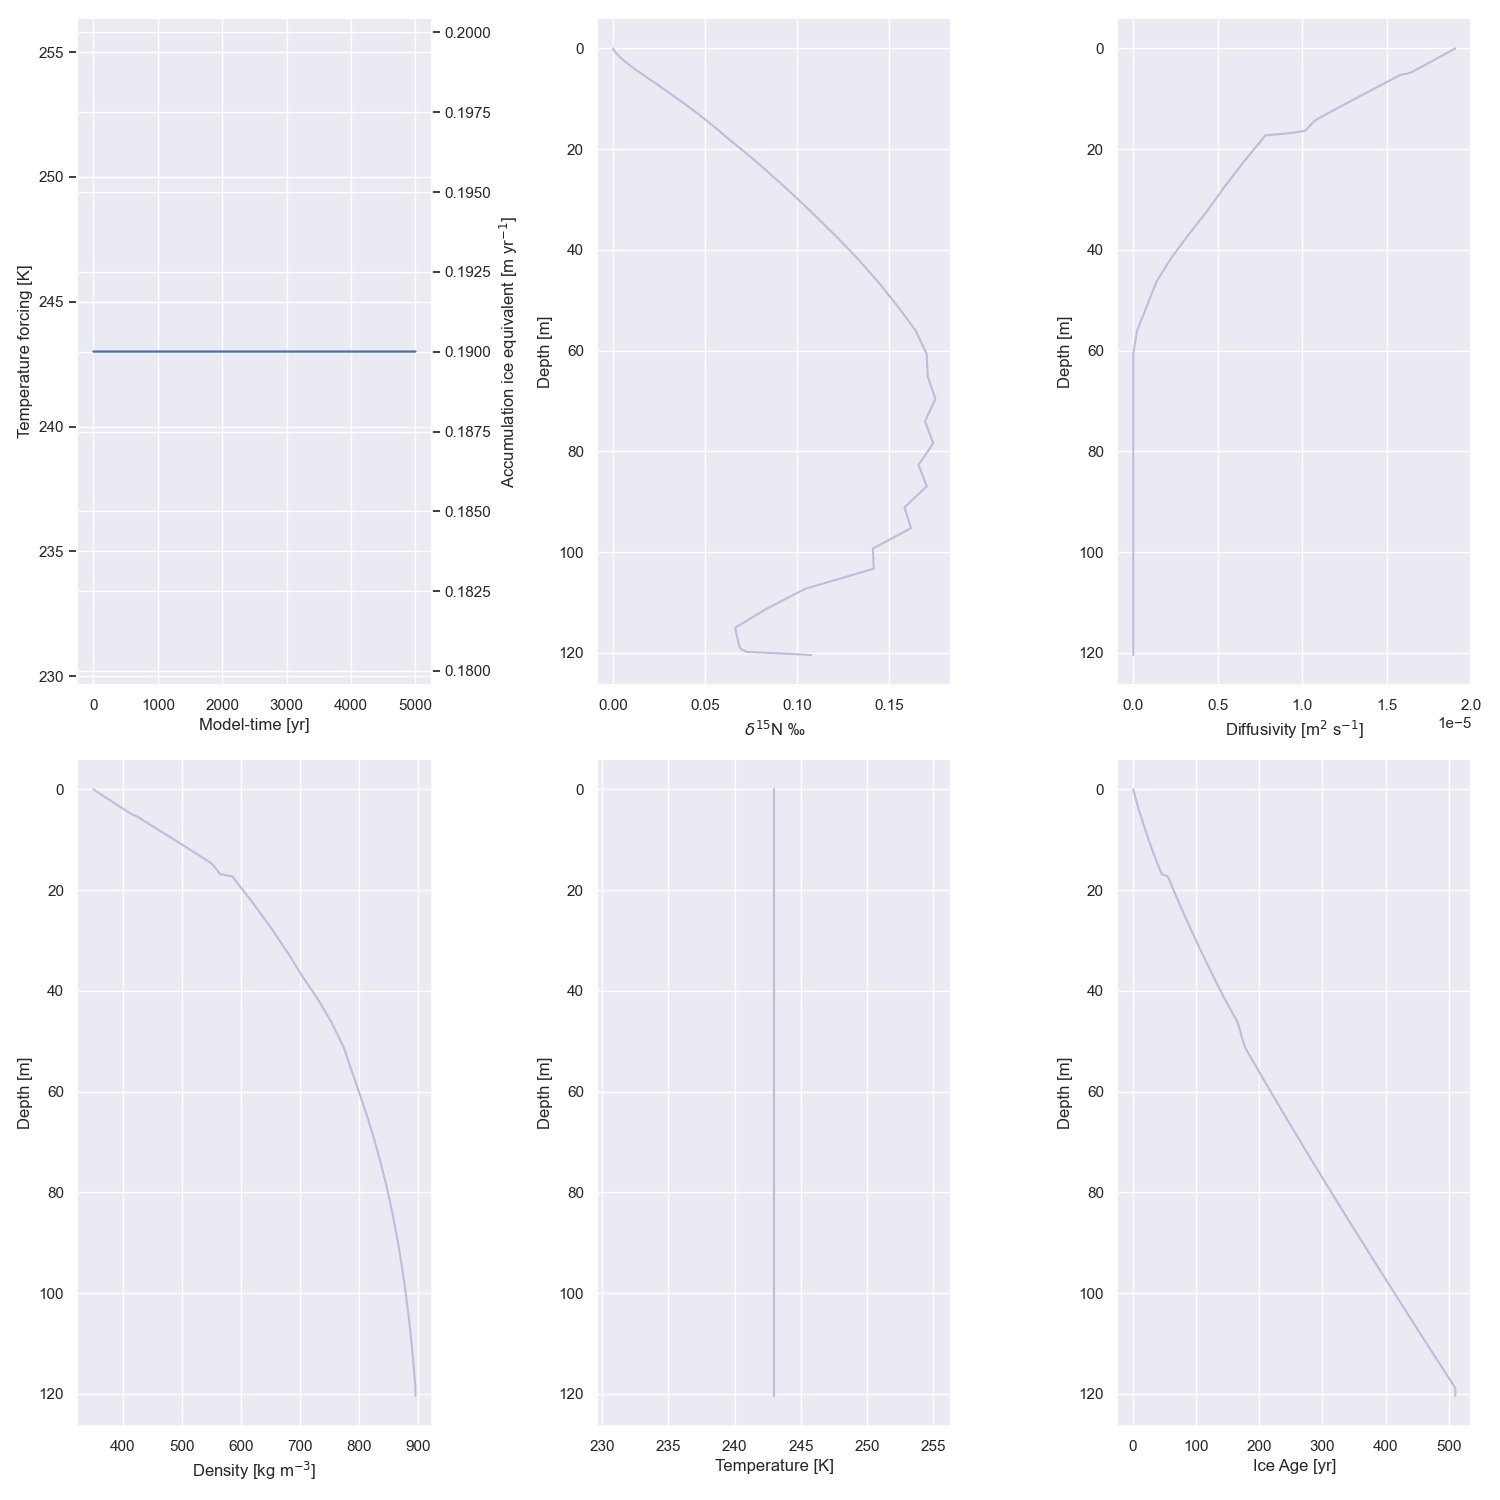 255
250
245
240
235
230
Temperature forcing [K]
0 1000 2000 3000 4000 5000
Model-time [yr]
0.2000
0.1975
0.1950
0.1925
0.1900
0.1875
0.1850
0.1825
0.1800
Accumulation ice equivalent [m yr⁻¹]
0
20
40
60
80
100
120
Depth [m]
0.00 0.05 0.10 0.15
δ¹⁵N ‰
0
20
40
60
80
100
120
Depth [m]
0.0 0.5 1.0 1.5 2.0
1e−5
Diffusivity [m² s⁻¹]
0
20
40
60
80
100
120
Depth [m]
400 500 600 700 800 900
Density [kg m⁻³]
0
20
40
60
80
100
120
Depth [m]
230 235 240 245 250 255
Temperature [K]
0
20
40
60
80
100
120
Depth [m]
0 100 200 300 400 500
Ice Age [yr]